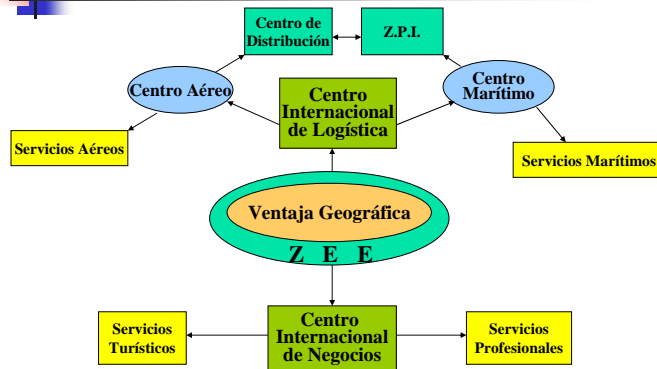 Centro de
Distribución
Z.P.I.
Centro Aéreo
Centro
Marítimo
Centro
Internacional
de Logística
Servicios Aéreos
Servicios Marítimos
Ventaja Geográfica
Z E E
Servicios
Turísticos
Centro
Internacional
de Negocios
Servicios
Profesionales